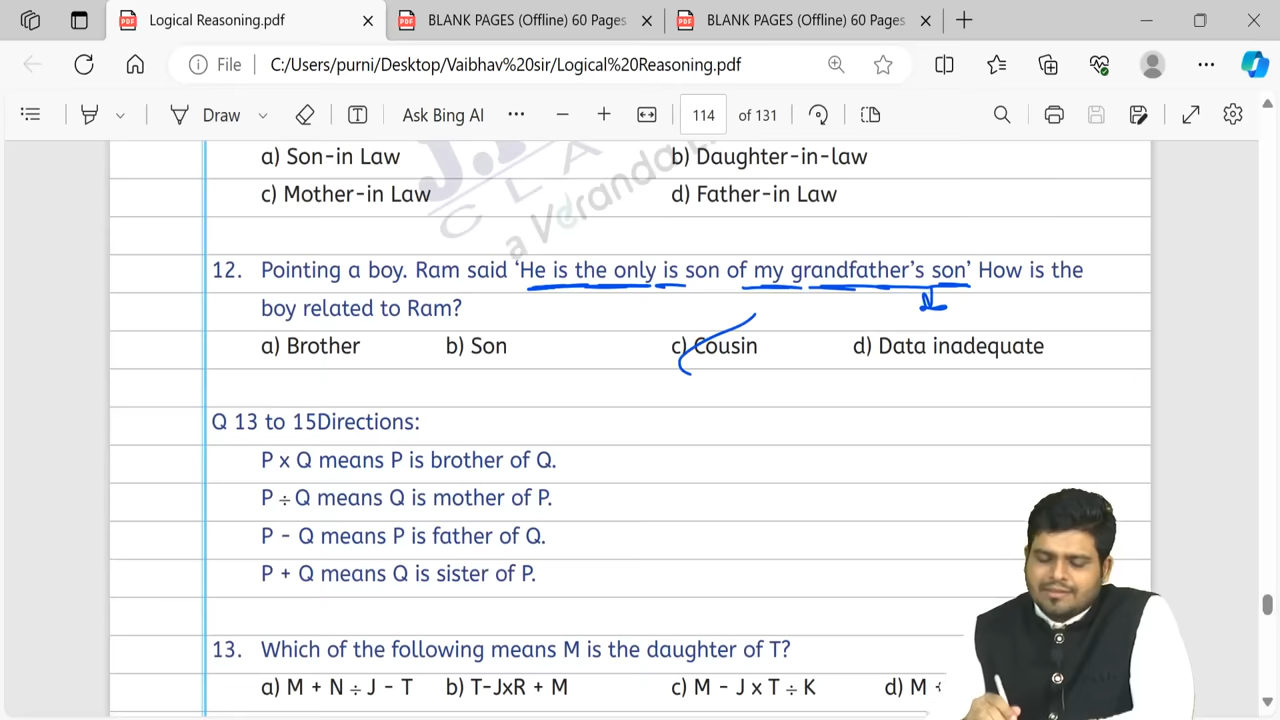 Logical Reasoning.pdf
BLANK PAGES (Offline) 60 Pages
BLANK PAGES (Offline) 60 Pages
File C:/Users/purni/Desktop/Vaibhav%20sir/Logical%20Reasoning.pdf
Draw Ask Bing AI 114 of 131
a) Son-in Law b) Daughter-in-law
c) Mother-in Law d) Father-in Law
CLA
a Veranda
12. Pointing a boy. Ram said ‘He is the only is son of my grandfather’s son’ How is the
boy related to Ram?
a) Brother b) Son c) Cousin d) Data inadequate
Q 13 to 15Directions:
P x Q means P is brother of Q.
P ÷ Q means Q is mother of P.
P - Q means P is father of Q.
P + Q means Q is sister of P.
13. Which of the following means M is the daughter of T?
a) M + N ÷ J - T b) T-JxR + M c) M - J x T ÷ K d) M